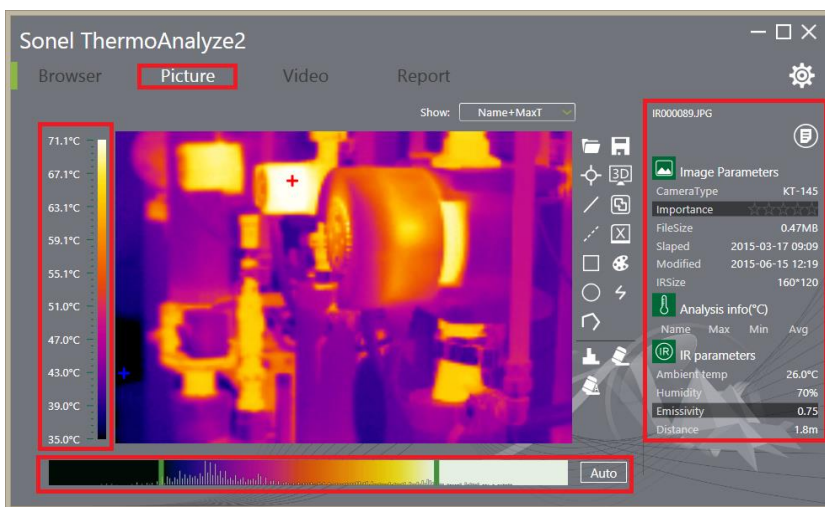 Sonel ThermoAnalyze2
Browser Picture Video Report
Show: Name+MaxT
71.1°C
67.1°C
63.1°C
59.1°C
55.1°C
51.0°C
47.0°C
43.0°C
39.0°C
35.0°C
3D
X
A
Auto
IR000089.JPG
Image Parameters
CameraType KT-145
Importance
FileSize 0.47MB
Slaped 2015-03-17 09:09
Modified 2015-06-15 12:19
IRSize 160*120
Analysis info(°C)
Name Max Min Avg
IR IR parameters
Ambient temp 26.0°C
Humidity 70%
Emissivity 0.75
Distance 1.8m